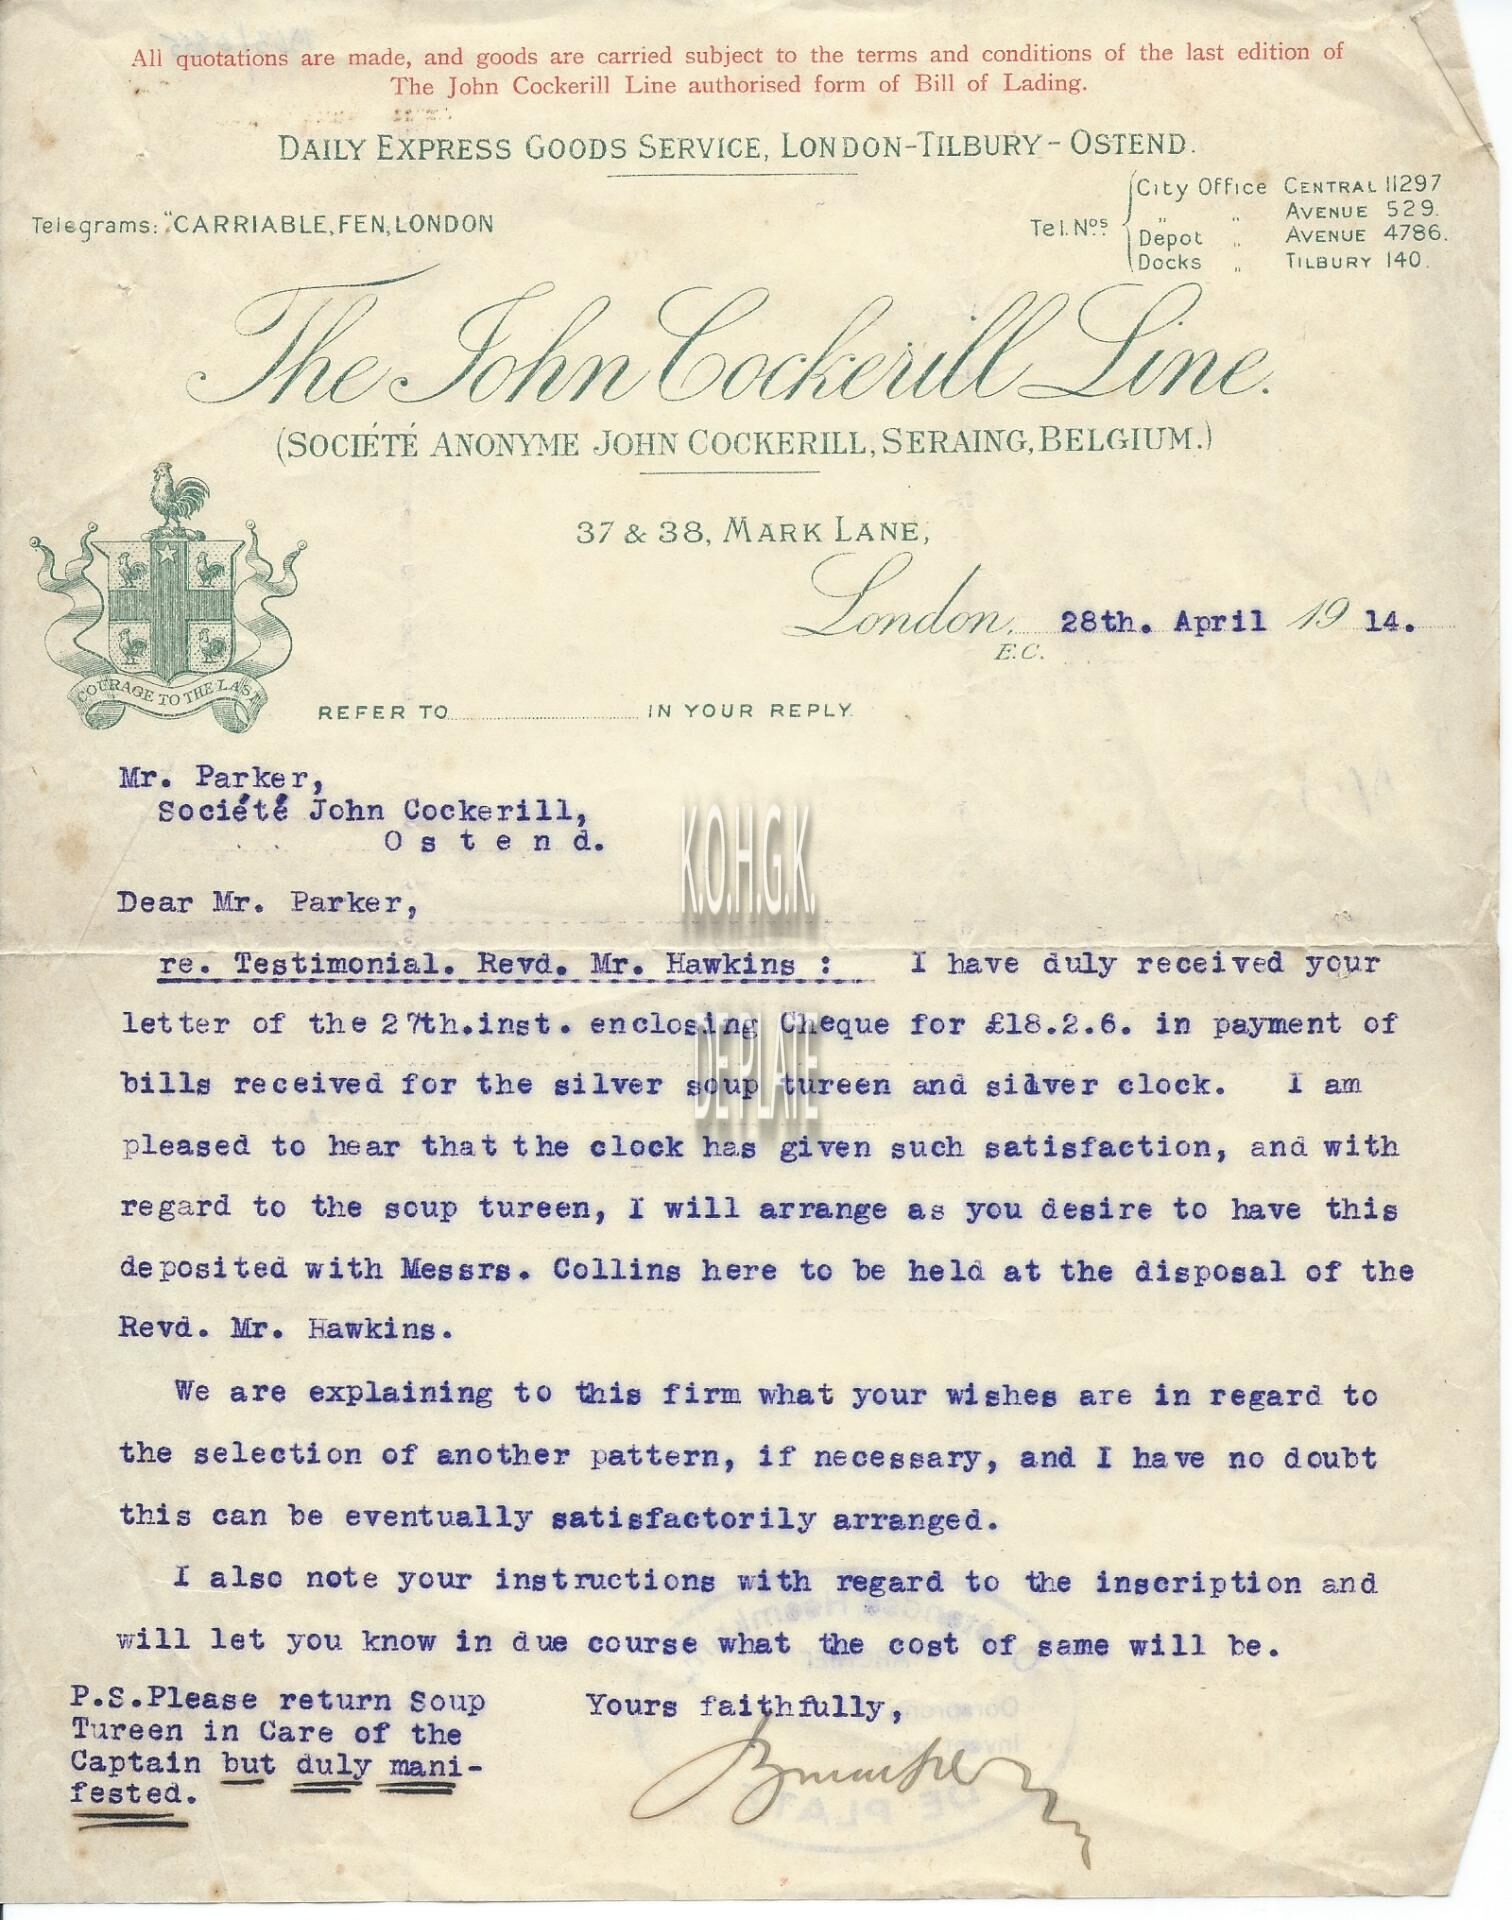 All quotations are made, and goods are carried subject to the terms and conditions of the last edition of
The John Cockerill Line authorised form of Bill of Lading.
DAILY EXPRESS GOODS SERVICE, LONDON-TILBURY - OSTEND.
Telegrams: "CARRIABLE, FEN, LONDON
Tel. Nos. City Office CENTRAL 11297
" " AVENUE 529.
Depot " AVENUE 4786.
Docks " TILBURY 140.
The John Cockerill Line.
(SOCIÉTÉ ANONYME JOHN COCKERILL, SERAING, BELGIUM.)
37 & 38, MARK LANE,
London, E.C. 28th. April 19 14.
COURAGE TO THE LAST
REFER TO IN YOUR REPLY.
Mr. Parker,
Société John Cockerill,
O s t e n d.
K.O.H.G.K.
Dear Mr. Parker,
re. Testimonial. Revd. Mr. Hawkins : I have duly received your
letter of the 27th.inst. enclosing Cheque for £18.2.6. in payment of
bills received for the silver soup tureen and silver clock. I am
DE PLATE
pleased to hear that the clock has given such satisfaction, and with
regard to the soup tureen, I will arrange as you desire to have this
deposited with Messrs. Collins here to be held at the disposal of the
Revd. Mr. Hawkins.
We are explaining to this firm what your wishes are in regard to
the selection of another pattern, if necessary, and I have no doubt
this can be eventually satisfactorily arranged.
I also note your instructions with regard to the inscription and
will let you know in due course what the cost of same will be.
Yours faithfully,
P.S.Please return Soup
Tureen in Care of the
Captain but duly mani-
fested.